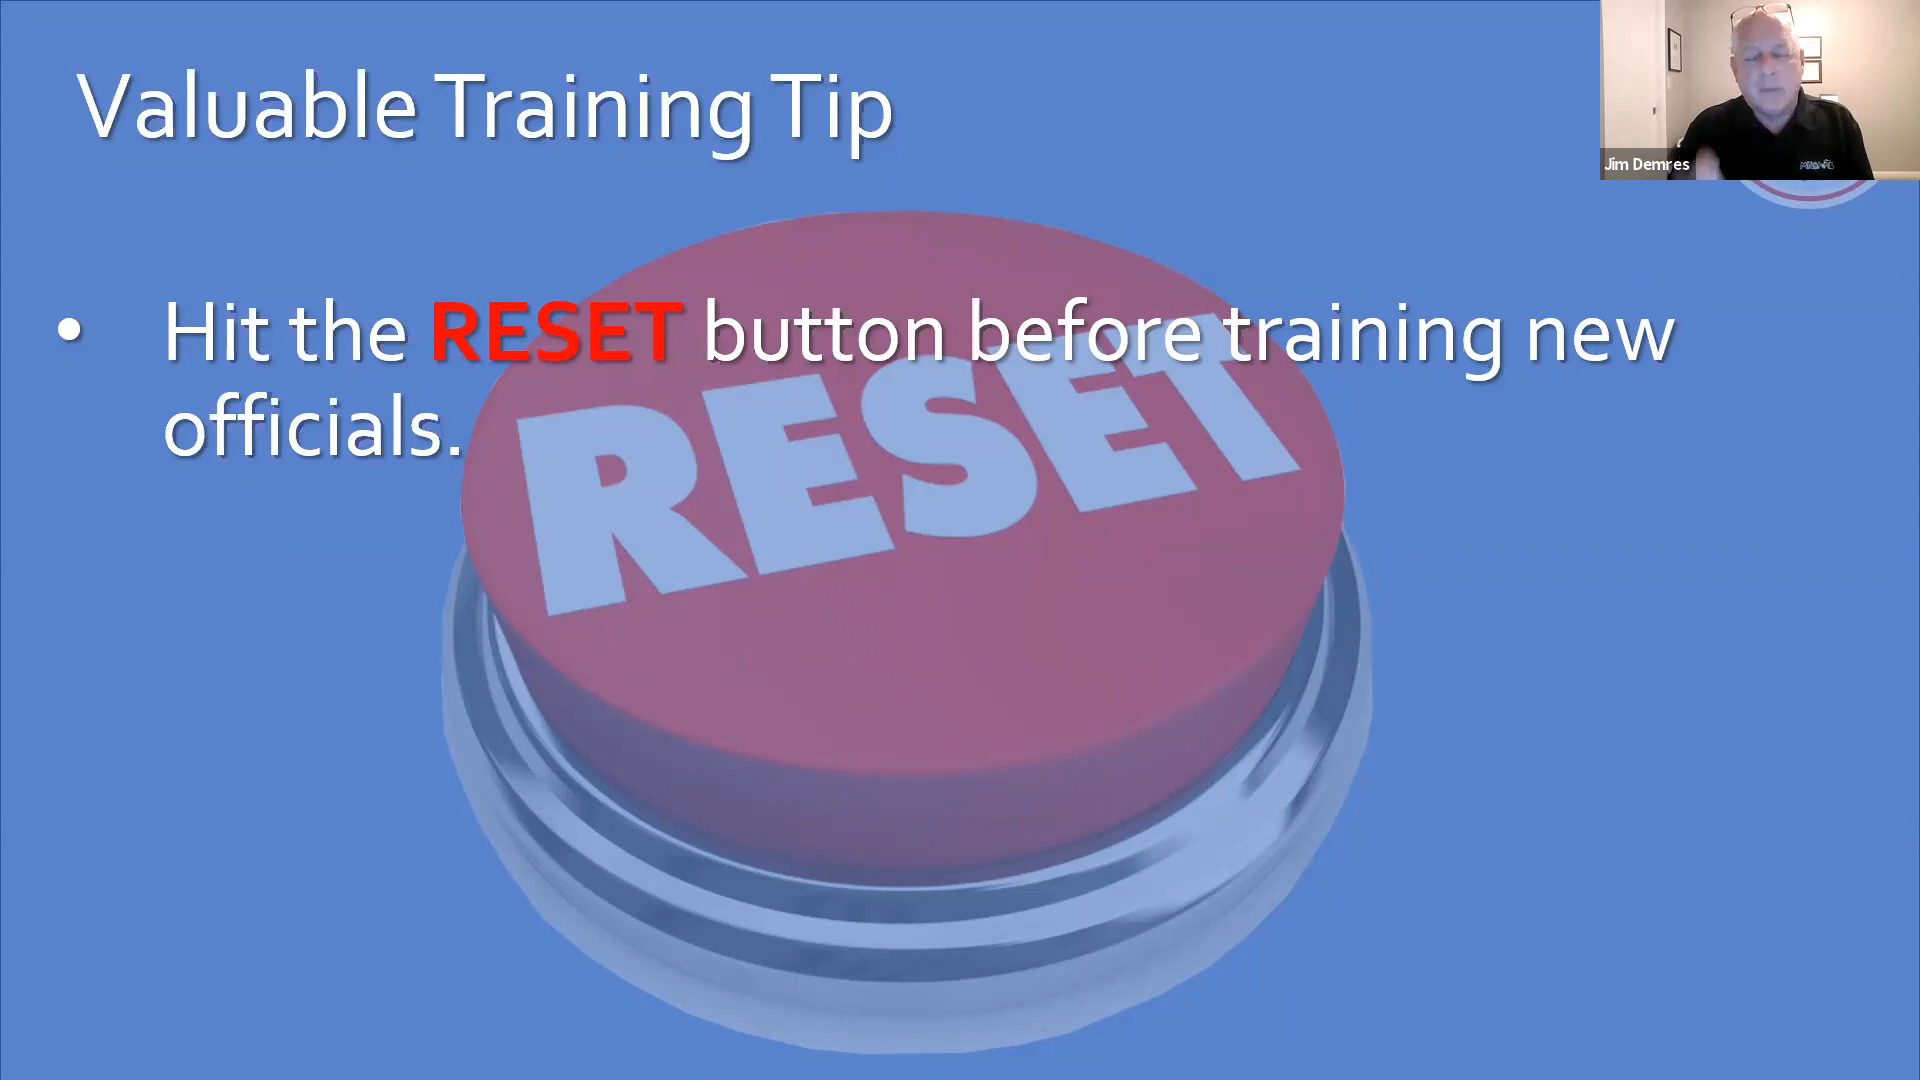 Valuable Training Tip
Jim Demres
• Hit the RESET button before training new
officials.
RESET